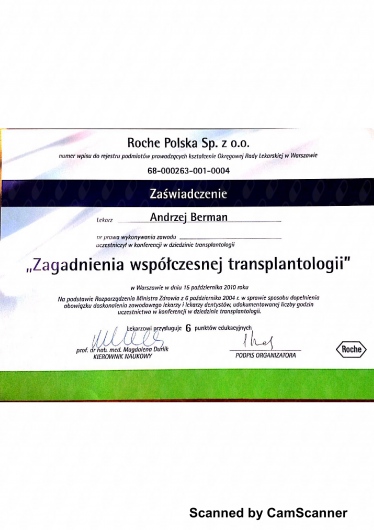 Roche Polska Sp. z o.o.
numer wpisu do rejestru podmiotów prowadzących kształcenie Okręgowej Rady Lekarskiej w Warszawie
68-000263-001-0004
Zaświadczenie
Lekarz Andrzej Berman
nr prawa wykonywania zawodu
uczestniczył w konferencji w dziedzinie transplantologii
„Zagadnienia współczesnej transplantologii”
w Warszawie w dniu 16 października 2010 roku
Na podstawie Rozporządzenia Ministra Zdrowia z 6 października 2004 r. w sprawie sposobu dopełnienia
obowiązku doskonalenia zawodowego lekarzy i lekarzy dentystów, udokumentowanej liczby godzin
uczestnictwa w konferencji w dziedzinie transplantologii.
Lekarzowi przysługuje 6 punktów edukacyjnych
prof. dr hab. med. Magdalena Durlik
KIEROWNIK NAUKOWY
PODPIS ORGANIZATORA
Roche
Scanned by CamScanner